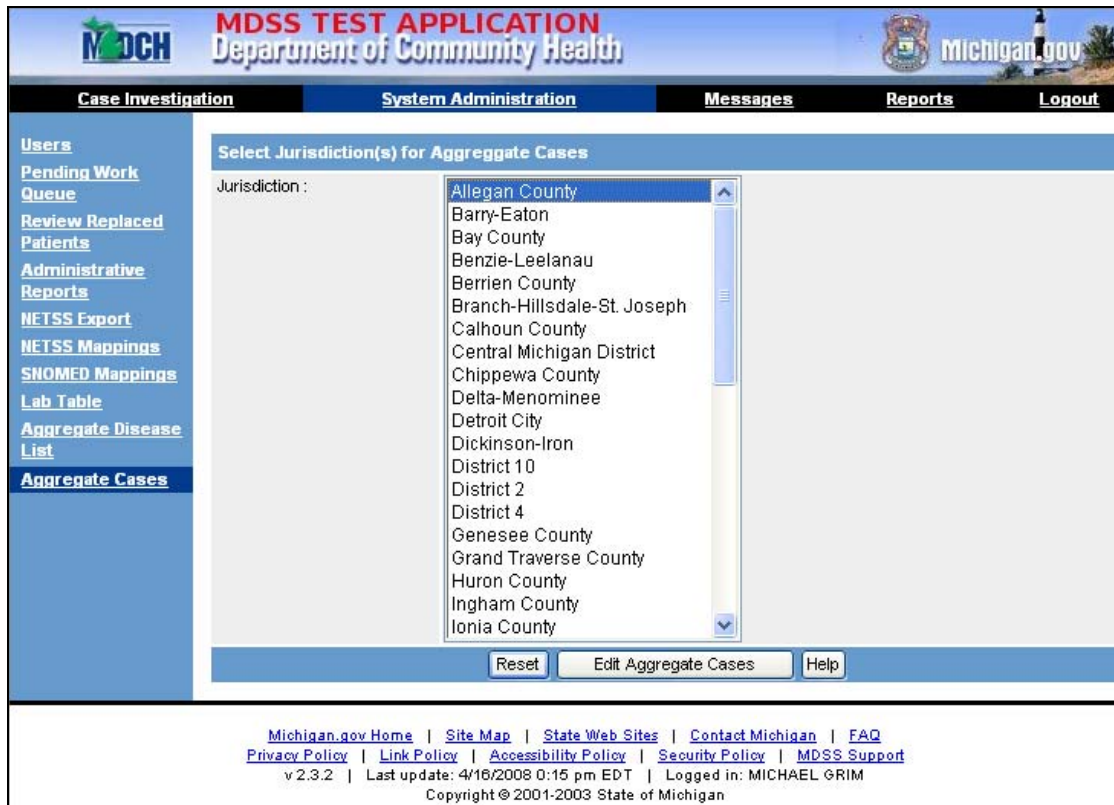 MDCH
MDSS TEST APPLICATION
Department of Community Health
Michigan.gov
Case Investigation
System Administration
Messages
Reports
Logout
Users
Pending Work
Queue
Review Replaced
Patients
Administrative
Reports
NETSS Export
NETSS Mappings
SNOMED Mappings
Lab Table
Aggregate Disease
List
Aggregate Cases
Select Jurisdiction(s) for Aggreggate Cases
Jurisdiction :
Allegan County
Barry-Eaton
Bay County
Benzie-Leelanau
Berrien County
Branch-Hillsdale-St. Joseph
Calhoun County
Central Michigan District
Chippewa County
Delta-Menominee
Detroit City
Dickinson-Iron
District 10
District 2
District 4
Genesee County
Grand Traverse County
Huron County
Ingham County
Ionia County
Reset
Edit Aggregate Cases
Help
Michigan.gov Home | Site Map | State Web Sites | Contact Michigan | FAQ
Privacy Policy | Link Policy | Accessibility Policy | Security Policy | MDSS Support
v 2.3.2 | Last update: 4/16/2008 0:15 pm EDT | Logged in: MICHAEL GRIM
Copyright © 2001-2003 State of Michigan